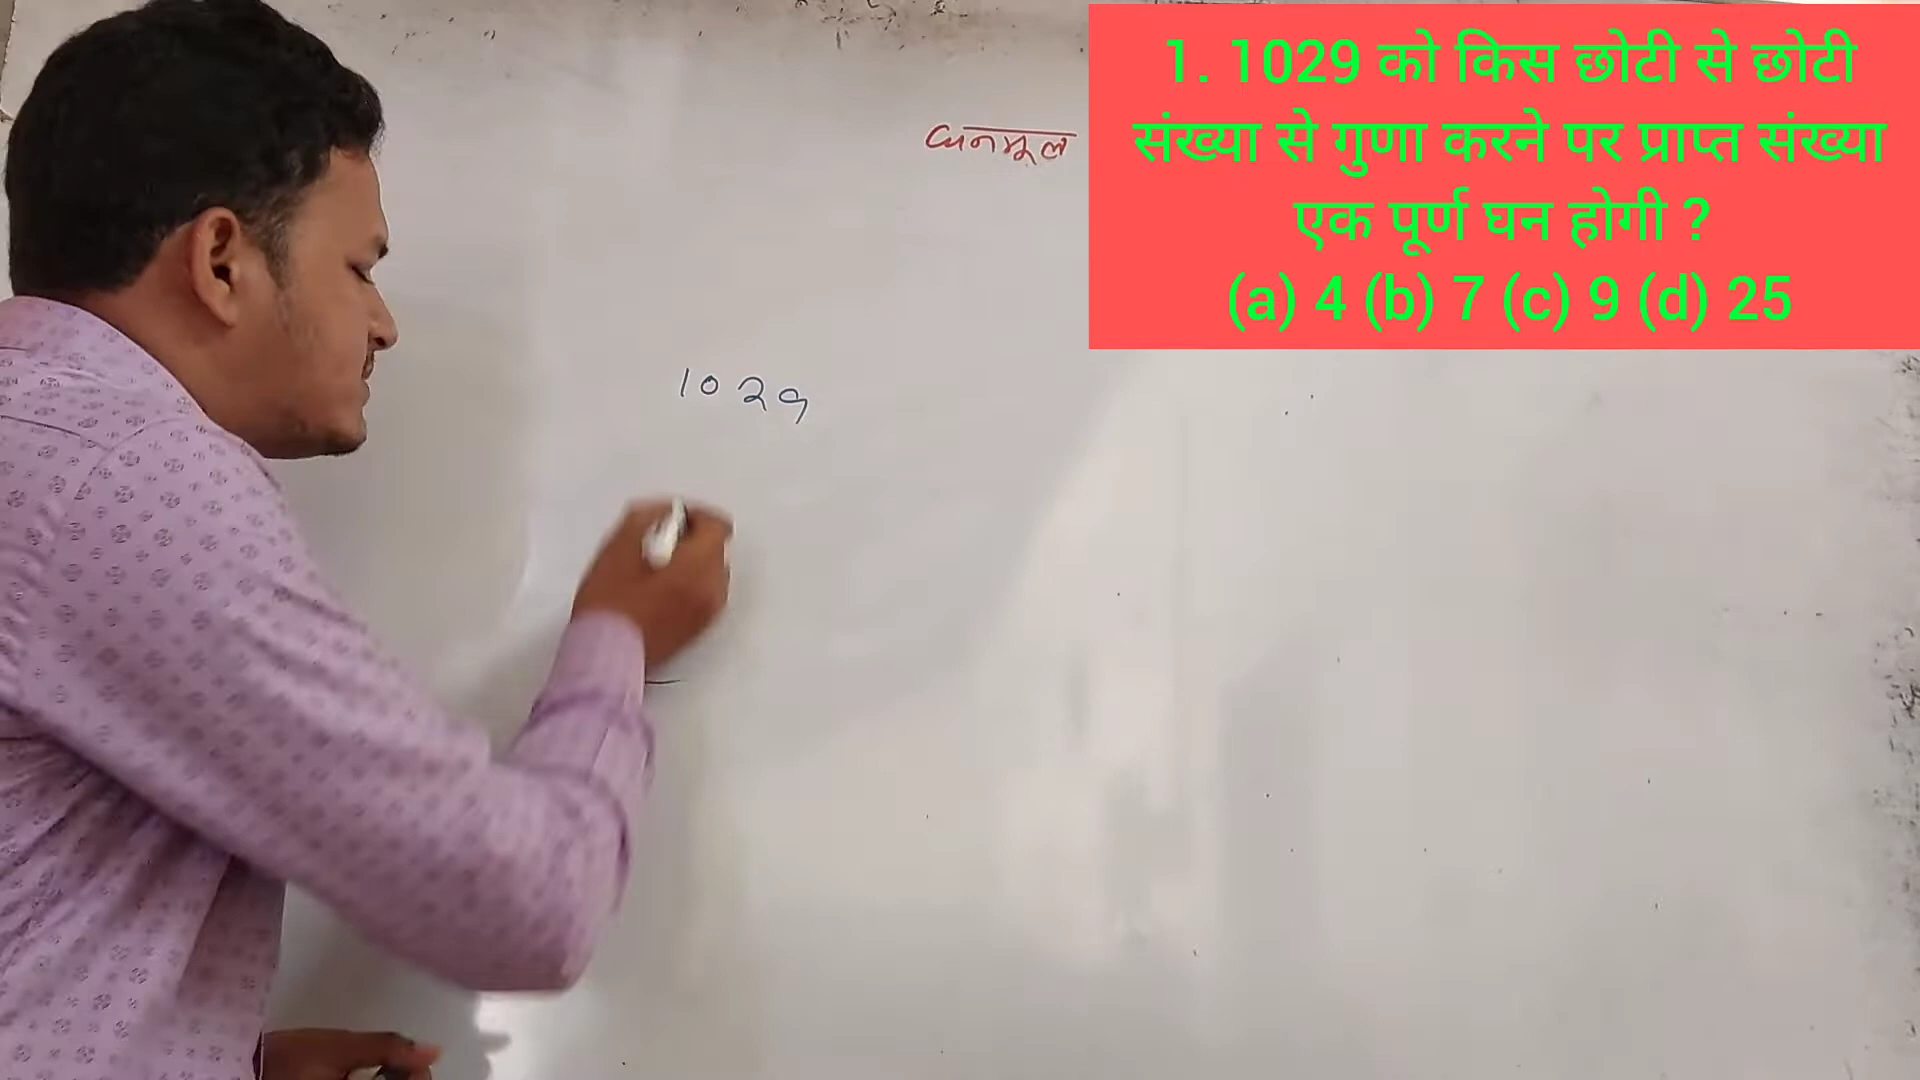 घनमूल
1. 1029 को किस छोटी से छोटी
संख्या से गुणा करने पर प्राप्त संख्या
एक पूर्ण घन होगी ?
(a) 4 (b) 7 (c) 9 (d) 25
1029